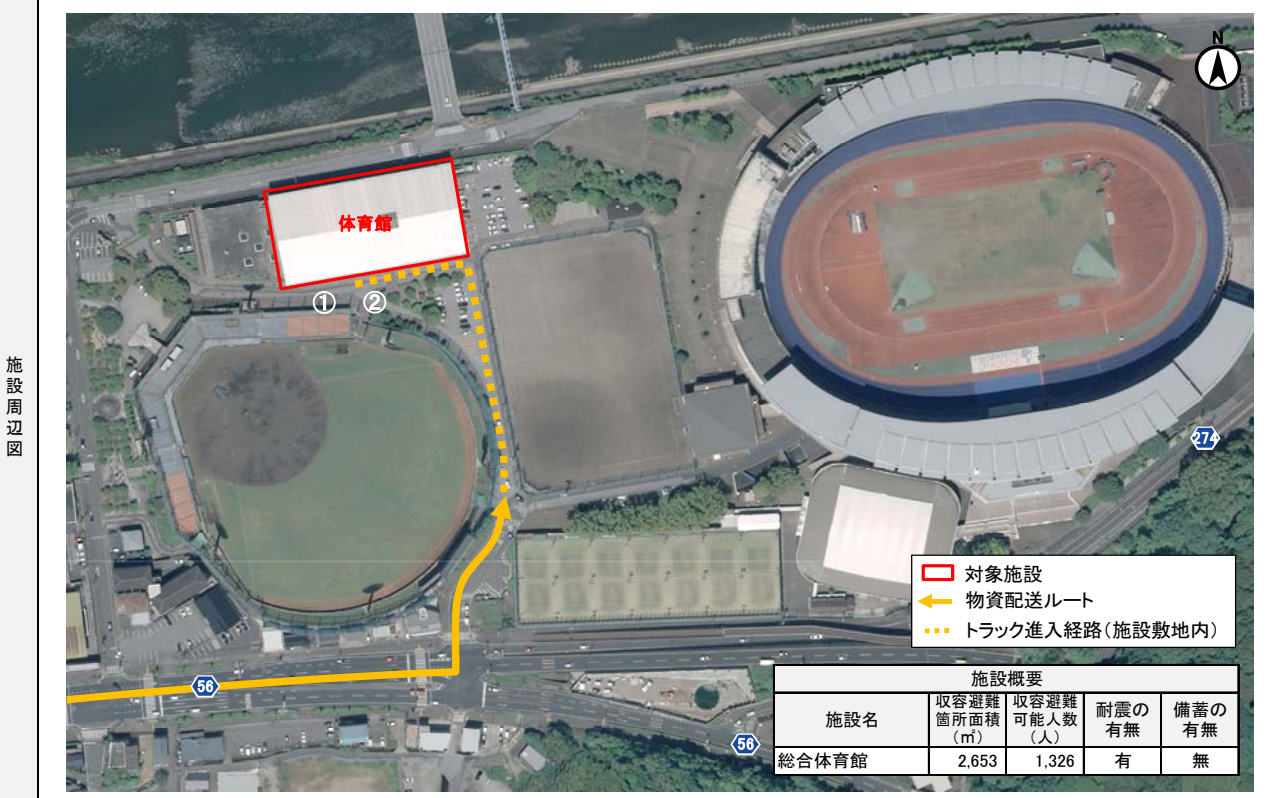 施設周辺図
N
体育館
① ②
274
56
56
対象施設
物資配送ルート
トラック進入経路(施設敷地内)
施設概要
施設名
収容避難箇所面積(㎡)
収容避難可能人数(人)
耐震の有無
備蓄の有無
総合体育館 2,653 1,326 有 無